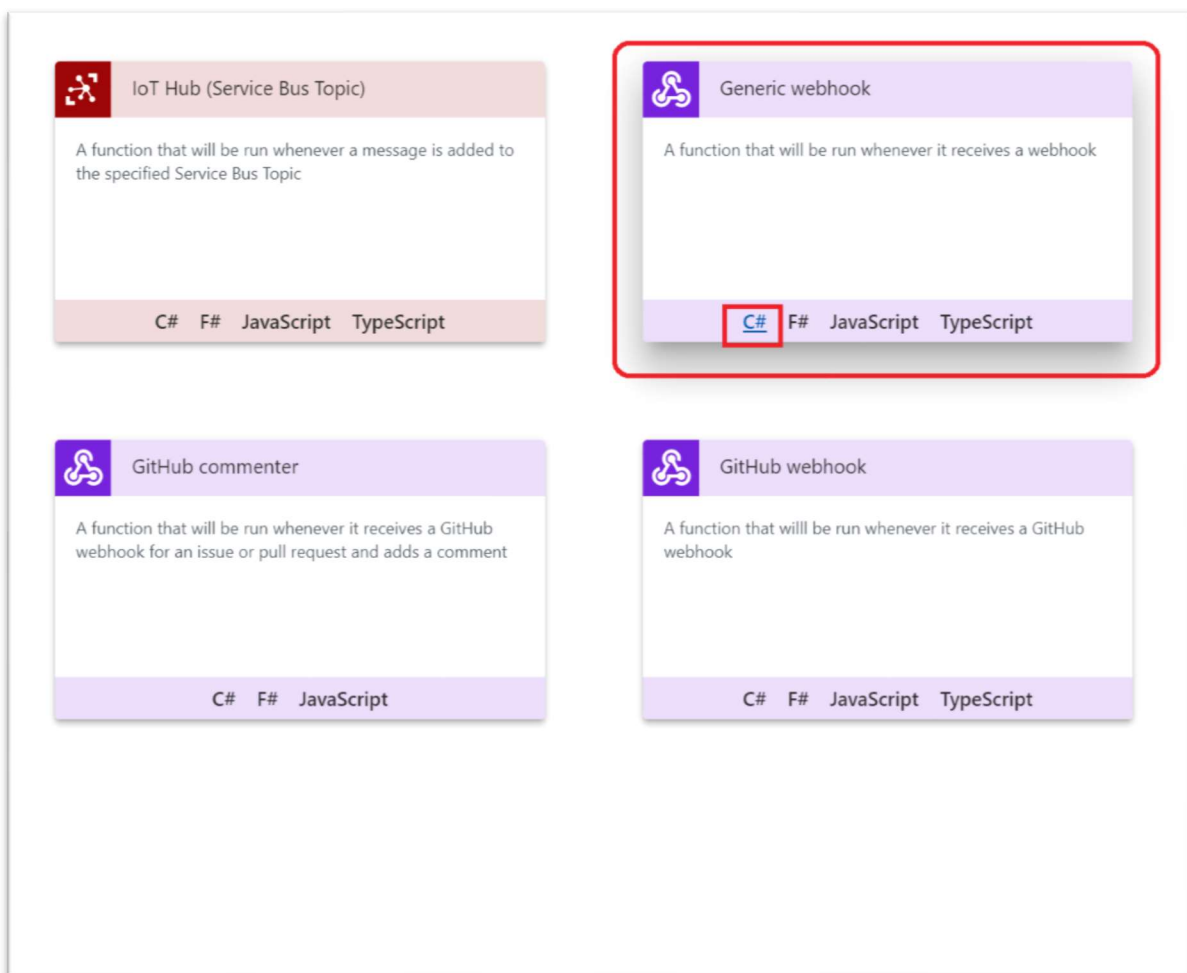 IoT Hub (Service Bus Topic)
A function that will be run whenever a message is added to
the specified Service Bus Topic
C# F# JavaScript TypeScript
Generic webhook
A function that will be run whenever it receives a webhook
C# F# JavaScript TypeScript
GitHub commenter
A function that will be run whenever it receives a GitHub
webhook for an issue or pull request and adds a comment
C# F# JavaScript
GitHub webhook
A function that willl be run whenever it receives a GitHub
webhook
C# F# JavaScript TypeScript